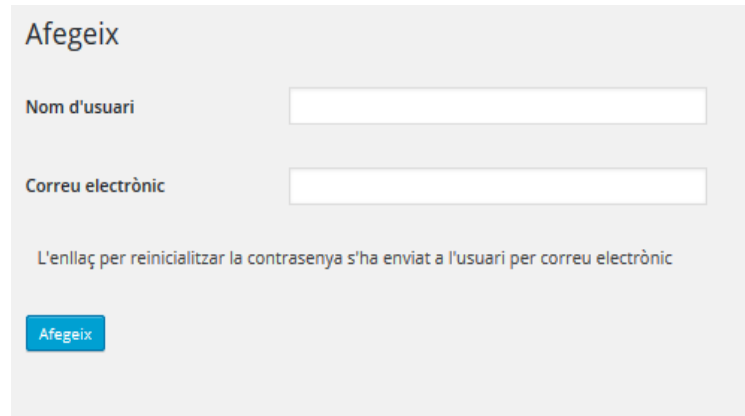 Afegeix
Nom d'usuari
Correu electrònic
L'enllaç per reinicialitzar la contrasenya s'ha enviat a l'usuari per correu electrònic
Afegeix